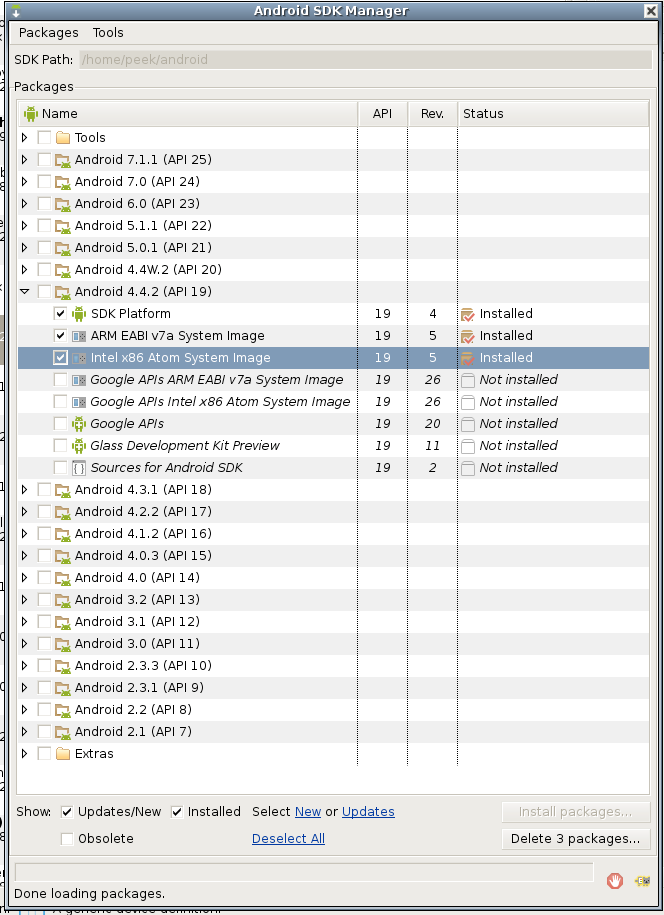 Android SDK Manager
Packages Tools
SDK Path: /home/peek/android
Packages
Name API Rev. Status
Tools
Android 7.1.1 (API 25)
Android 7.0 (API 24)
Android 6.0 (API 23)
Android 5.1.1 (API 22)
Android 5.0.1 (API 21)
Android 4.4W.2 (API 20)
Android 4.4.2 (API 19)
SDK Platform 19 4 Installed
ARM EABI v7a System Image 19 5 Installed
Intel x86 Atom System Image 19 5 Installed
Google APIs ARM EABI v7a System Image 19 26 Not installed
Google APIs Intel x86 Atom System Image 19 26 Not installed
Google APIs 19 20 Not installed
Glass Development Kit Preview 19 11 Not installed
Sources for Android SDK 19 2 Not installed
Android 4.3.1 (API 18)
Android 4.2.2 (API 17)
Android 4.1.2 (API 16)
Android 4.0.3 (API 15)
Android 4.0 (API 14)
Android 3.2 (API 13)
Android 3.1 (API 12)
Android 3.0 (API 11)
Android 2.3.3 (API 10)
Android 2.3.1 (API 9)
Android 2.2 (API 8)
Android 2.1 (API 7)
Extras
Show: Updates/New Installed Select New or Updates Install packages...
Obsolete Deselect All Delete 3 packages...
Done loading packages.
A generic device definition.